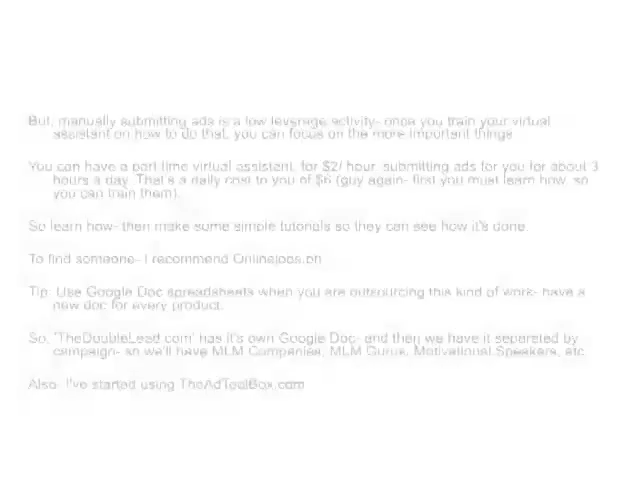 But, manually submitting ads is a low leverage activity- once you train your virtual
assistant on how to do that, you can focus on the more important things.
You can have a part time virtual assistant, for $2/ hour, submitting ads for you for about 3
hours a day. That's a daily cost to you of $6 (guy again- first you must learn how, so
you can train them).
So learn how- then make some simple tutorials so they can see how it's done.
To find someone- I recommend Onlinejobs.ph
Tip: Use Google Doc spreadsheets when you are outsourcing this kind of work- have a
new doc for every product.
So, 'TheDoubleLead.com' has it's own Google Doc- and then we have it separated by
campaign- so we'll have MLM Companies, MLM Gurus, Motivational Speakers, etc.
Also- I've started using TheAdToolBox.com